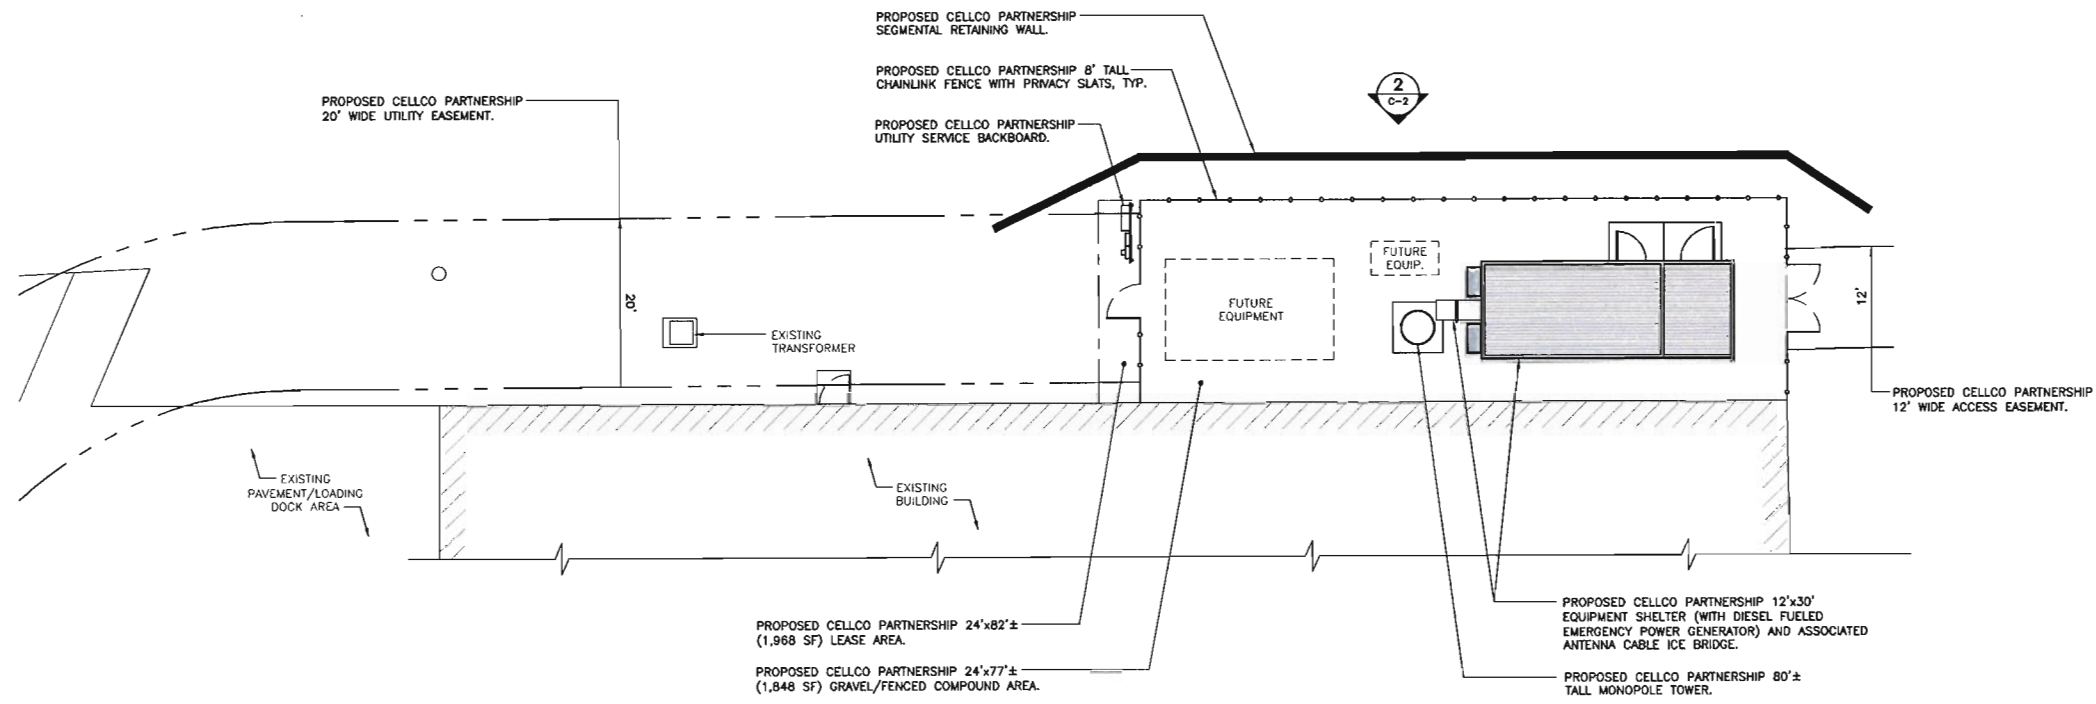 PROPOSED CELLCO PARTNERSHIP
SEGMENTAL RETAINING WALL.
PROPOSED CELLCO PARTNERSHIP 8' TALL
CHAINLINK FENCE WITH PRIVACY SLATS, TYP.
PROPOSED CELLCO PARTNERSHIP
UTILITY SERVICE BACKBOARD.
PROPOSED CELLCO PARTNERSHIP
20' WIDE UTILITY EASEMENT.
2
C-2
20'
EXISTING
TRANSFORMER
FUTURE
EQUIPMENT
FUTURE
EQUIP.
12'
PROPOSED CELLCO PARTNERSHIP
12' WIDE ACCESS EASEMENT.
EXISTING
PAVEMENT/LOADING
DOCK AREA
EXISTING
BUILDING
PROPOSED CELLCO PARTNERSHIP 24'x82'±
(1,968 SF) LEASE AREA.
PROPOSED CELLCO PARTNERSHIP 24'x77'±
(1,848 SF) GRAVEL/FENCED COMPOUND AREA.
PROPOSED CELLCO PARTNERSHIP 12'x30'
EQUIPMENT SHELTER (WITH DIESEL FUELED
EMERGENCY POWER GENERATOR) AND ASSOCIATED
ANTENNA CABLE ICE BRIDGE.
PROPOSED CELLCO PARTNERSHIP 80'±
TALL MONOPOLE TOWER.